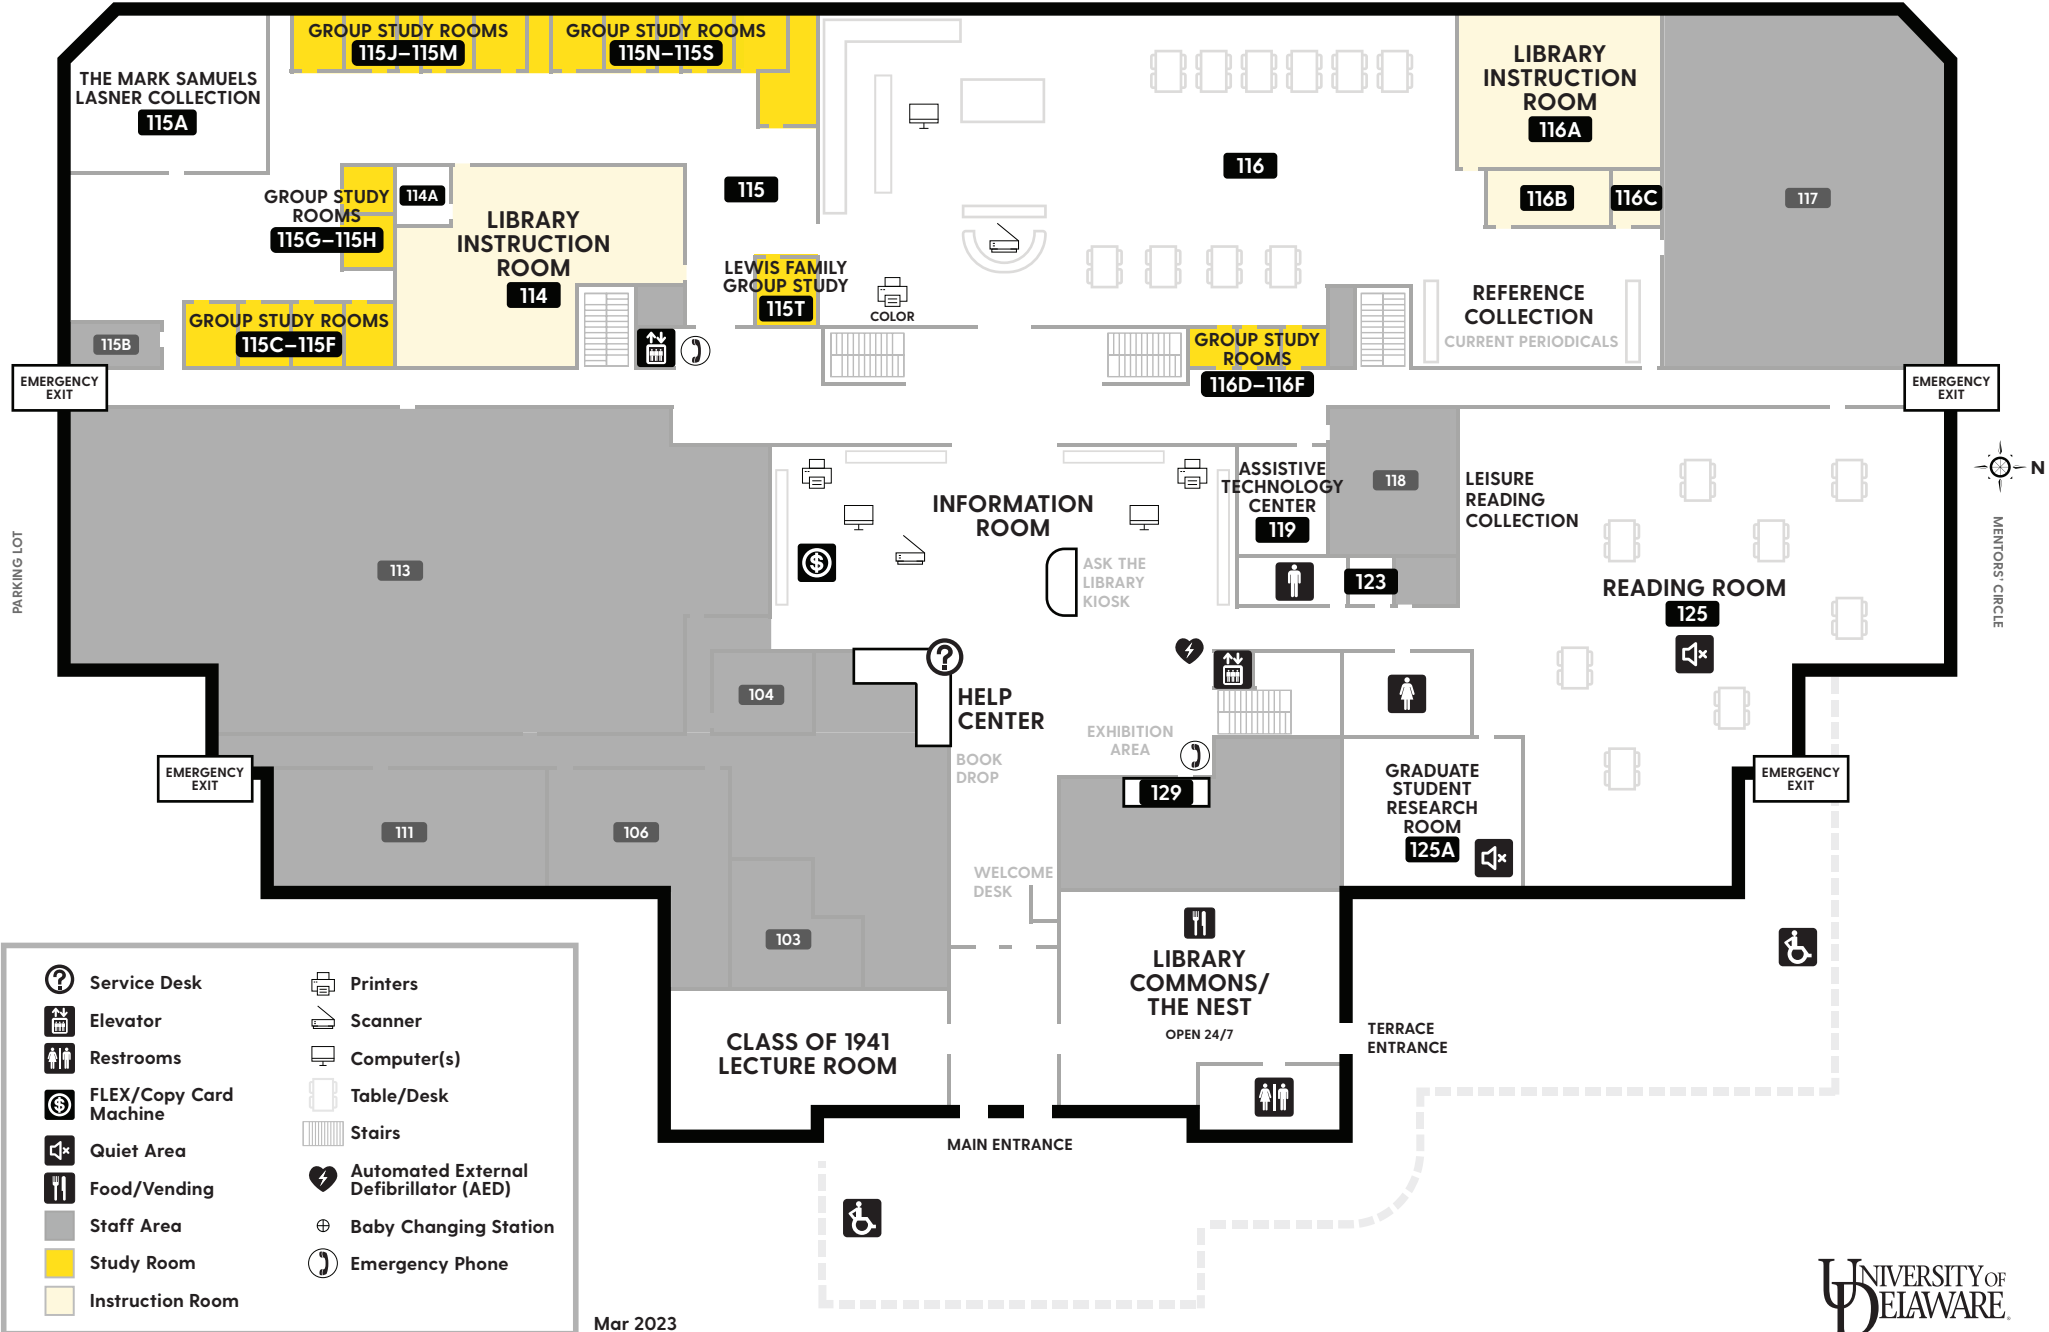 GROUP STUDY ROOMS
115J–115M
GROUP STUDY ROOMS
115N–115S
THE MARK SAMUELS
LASNER COLLECTION
115A
LIBRARY
INSTRUCTION
ROOM
116A
GROUP STUDY
ROOMS
115G–115H
114A
LIBRARY
INSTRUCTION
ROOM
114
115
116
116B
116C
117
LEWIS FAMILY
GROUP STUDY
115T
COLOR
GROUP STUDY ROOMS
115C–115F
115B
REFERENCE
COLLECTION
CURRENT PERIODICALS
GROUP STUDY
ROOMS
116D–116F
EMERGENCY
EXIT
EMERGENCY
EXIT
N
PARKING LOT
MENTORS' CIRCLE
113
INFORMATION
ROOM
ASK THE
LIBRARY
KIOSK
ASSISTIVE
TECHNOLOGY
CENTER
119
118
123
LEISURE
READING
COLLECTION
READING ROOM
125
104
HELP
CENTER
BOOK
DROP
EXHIBITION
AREA
129
EMERGENCY
EXIT
EMERGENCY
EXIT
111
106
103
GRADUATE
STUDENT
RESEARCH
ROOM
125A
WELCOME
DESK
LIBRARY
COMMONS/
THE NEST
OPEN 24/7
CLASS OF 1941
LECTURE ROOM
TERRACE
ENTRANCE
MAIN ENTRANCE
Service Desk
Elevator
Restrooms
FLEX/Copy Card
Machine
Quiet Area
Food/Vending
Staff Area
Study Room
Instruction Room
Printers
Scanner
Computer(s)
Table/Desk
Stairs
Automated External
Defibrillator (AED)
Baby Changing Station
Emergency Phone
Mar 2023
UNIVERSITY OF
DELAWARE.